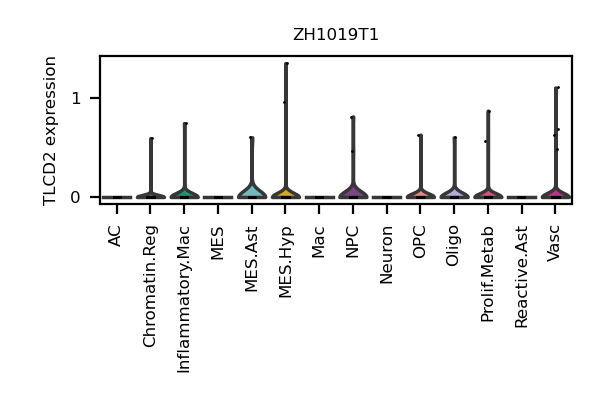 ZH1019T1
TLCD2 expression
1
0
AC
Chromatin.Reg
Inflammatory.Mac
MES
MES.Ast
MES.Hyp
Mac
NPC
Neuron
OPC
Oligo
Prolif.Metab
Reactive.Ast
Vasc